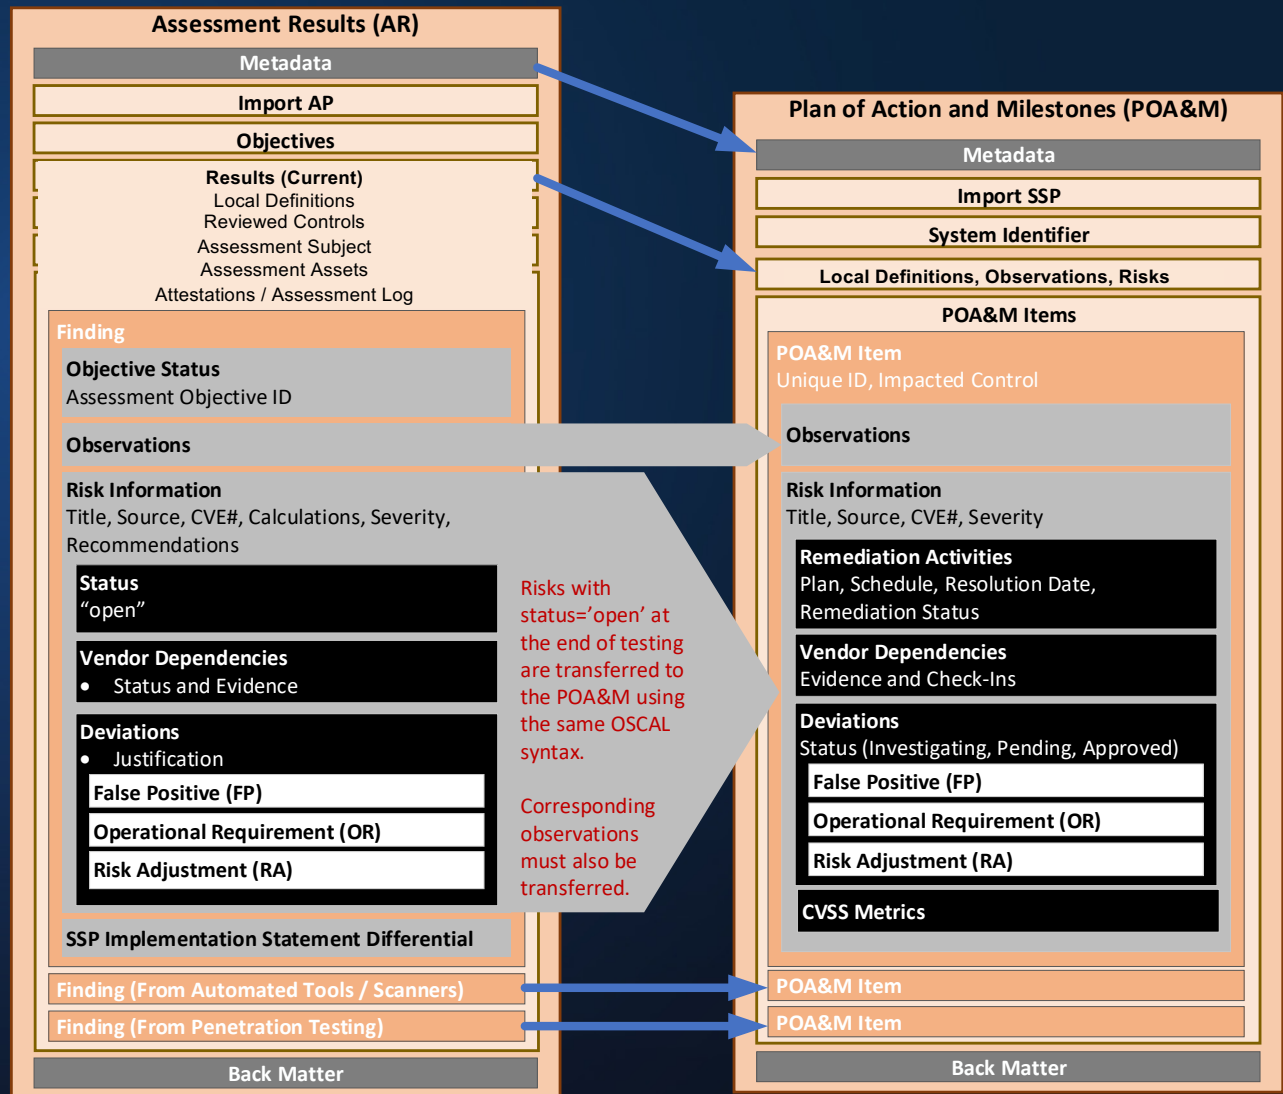 Assessment Results (AR)
Metadata
Import AP
Objectives
Results (Current)
Local Definitions
Reviewed Controls
Assessment Subject
Assessment Assets
Attestations / Assessment Log
Finding
Objective Status
Assessment Objective ID
Observations
Risk Information
Title, Source, CVE#, Calculations, Severity,
Recommendations
Status
“open”
Vendor Dependencies
• Status and Evidence
Deviations
• Justification
False Positive (FP)
Operational Requirement (OR)
Risk Adjustment (RA)
SSP Implementation Statement Differential
Finding (From Automated Tools / Scanners)
Finding (From Penetration Testing)
Back Matter
Risks with
status=’open’ at
the end of testing
are transferred to
the POA&M using
the same OSCAL
syntax.
Corresponding
observations
must also be
transferred.
Plan of Action and Milestones (POA&M)
Metadata
Import SSP
System Identifier
Local Definitions, Observations, Risks
POA&M Items
POA&M Item
Unique ID, Impacted Control
Observations
Risk Information
Title, Source, CVE#, Severity
Remediation Activities
Plan, Schedule, Resolution Date,
Remediation Status
Vendor Dependencies
Evidence and Check-Ins
Deviations
Status (Investigating, Pending, Approved)
False Positive (FP)
Operational Requirement (OR)
Risk Adjustment (RA)
CVSS Metrics
POA&M Item
POA&M Item
Back Matter